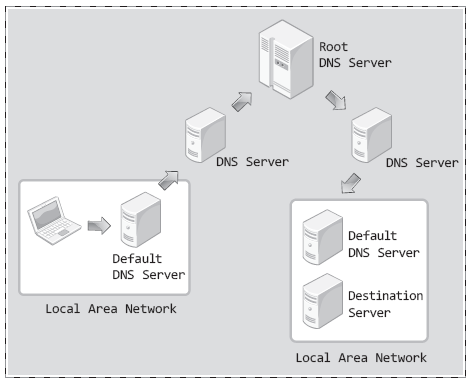 Root
DNS Server
DNS Server
DNS Server
Default
DNS Server
Local Area Network
Default
DNS Server
Destination
Server
Local Area Network